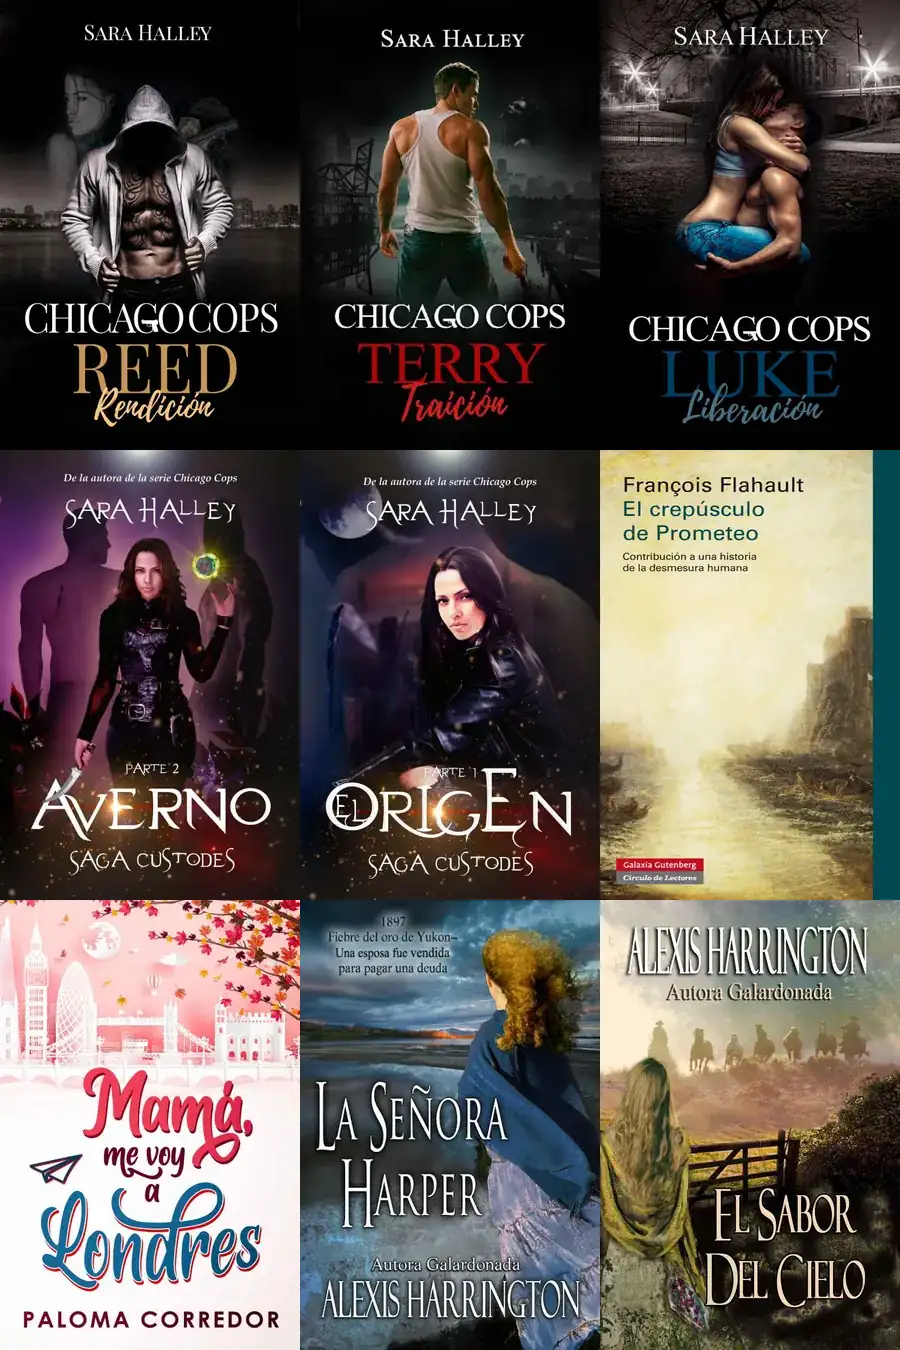 SARA HALLEY
CHICAGO COPS
REED
Rendición
SARA HALLEY
CHICAGO COPS
TERRY
Traición
SARA HALLEY
CHICAGO COPS
LUKE
Liberación
De la autora de la serie Chicago Cops
SARA HALLEY
PARTE 2
AVERNO
SAGA CUSTODES
De la autora de la serie Chicago Cops
SARA HALLEY
PARTE 1
EL ORIGEN
SAGA CUSTODES
François Flahault
El crepúsculo
de Prometeo
Contribución a una historia
de la desmesura humana
Galaxia Gutenberg
Círculo de Lectores
Mamá,
me voy
a
Londres
PALOMA CORREDOR
1897
Fiebre del oro de Yukon–
Una esposa fue vendida
para pagar una deuda
LA SEÑORA
HARPER
Autora Galardonada
ALEXIS HARRINGTON
ALEXIS HARRINGTON
Autora Galardonada
EL SABOR
DEL CIELO